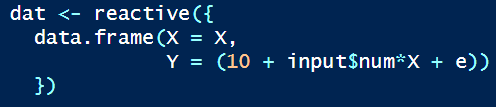 dat <- reactive({
  data.frame(X = X,
             Y = (10 + input$num*X + e))
  })